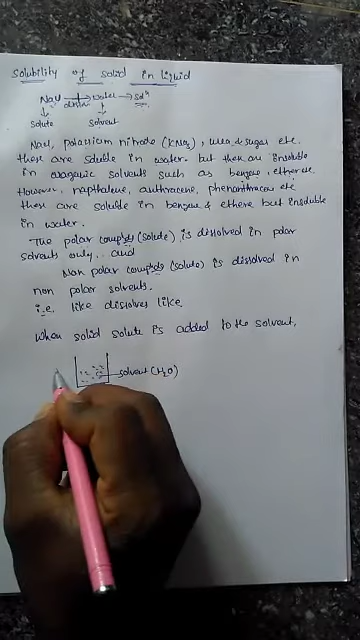 Solubility of solid in liquid
NaCl + water → Soln
dissolve
Solute Solvent
NaCl, potassium nitrate (KNO3), urea & sugar etc.
these are soluble in water. but then an insoluble
in organic solvents such as benzene, ether etc
However, napthalene, anthracene, phenanthracene etc
these are soluble in benzene & ethere but insoluble
in water.
The polar compds (solute) is dissolved in polar
solvents only.. and
Non polar compds (solute) is dissolved in
non polar solvents.
i.e. like dissolves like.
When solid solute is added to the solvent,
solvent (H2O)